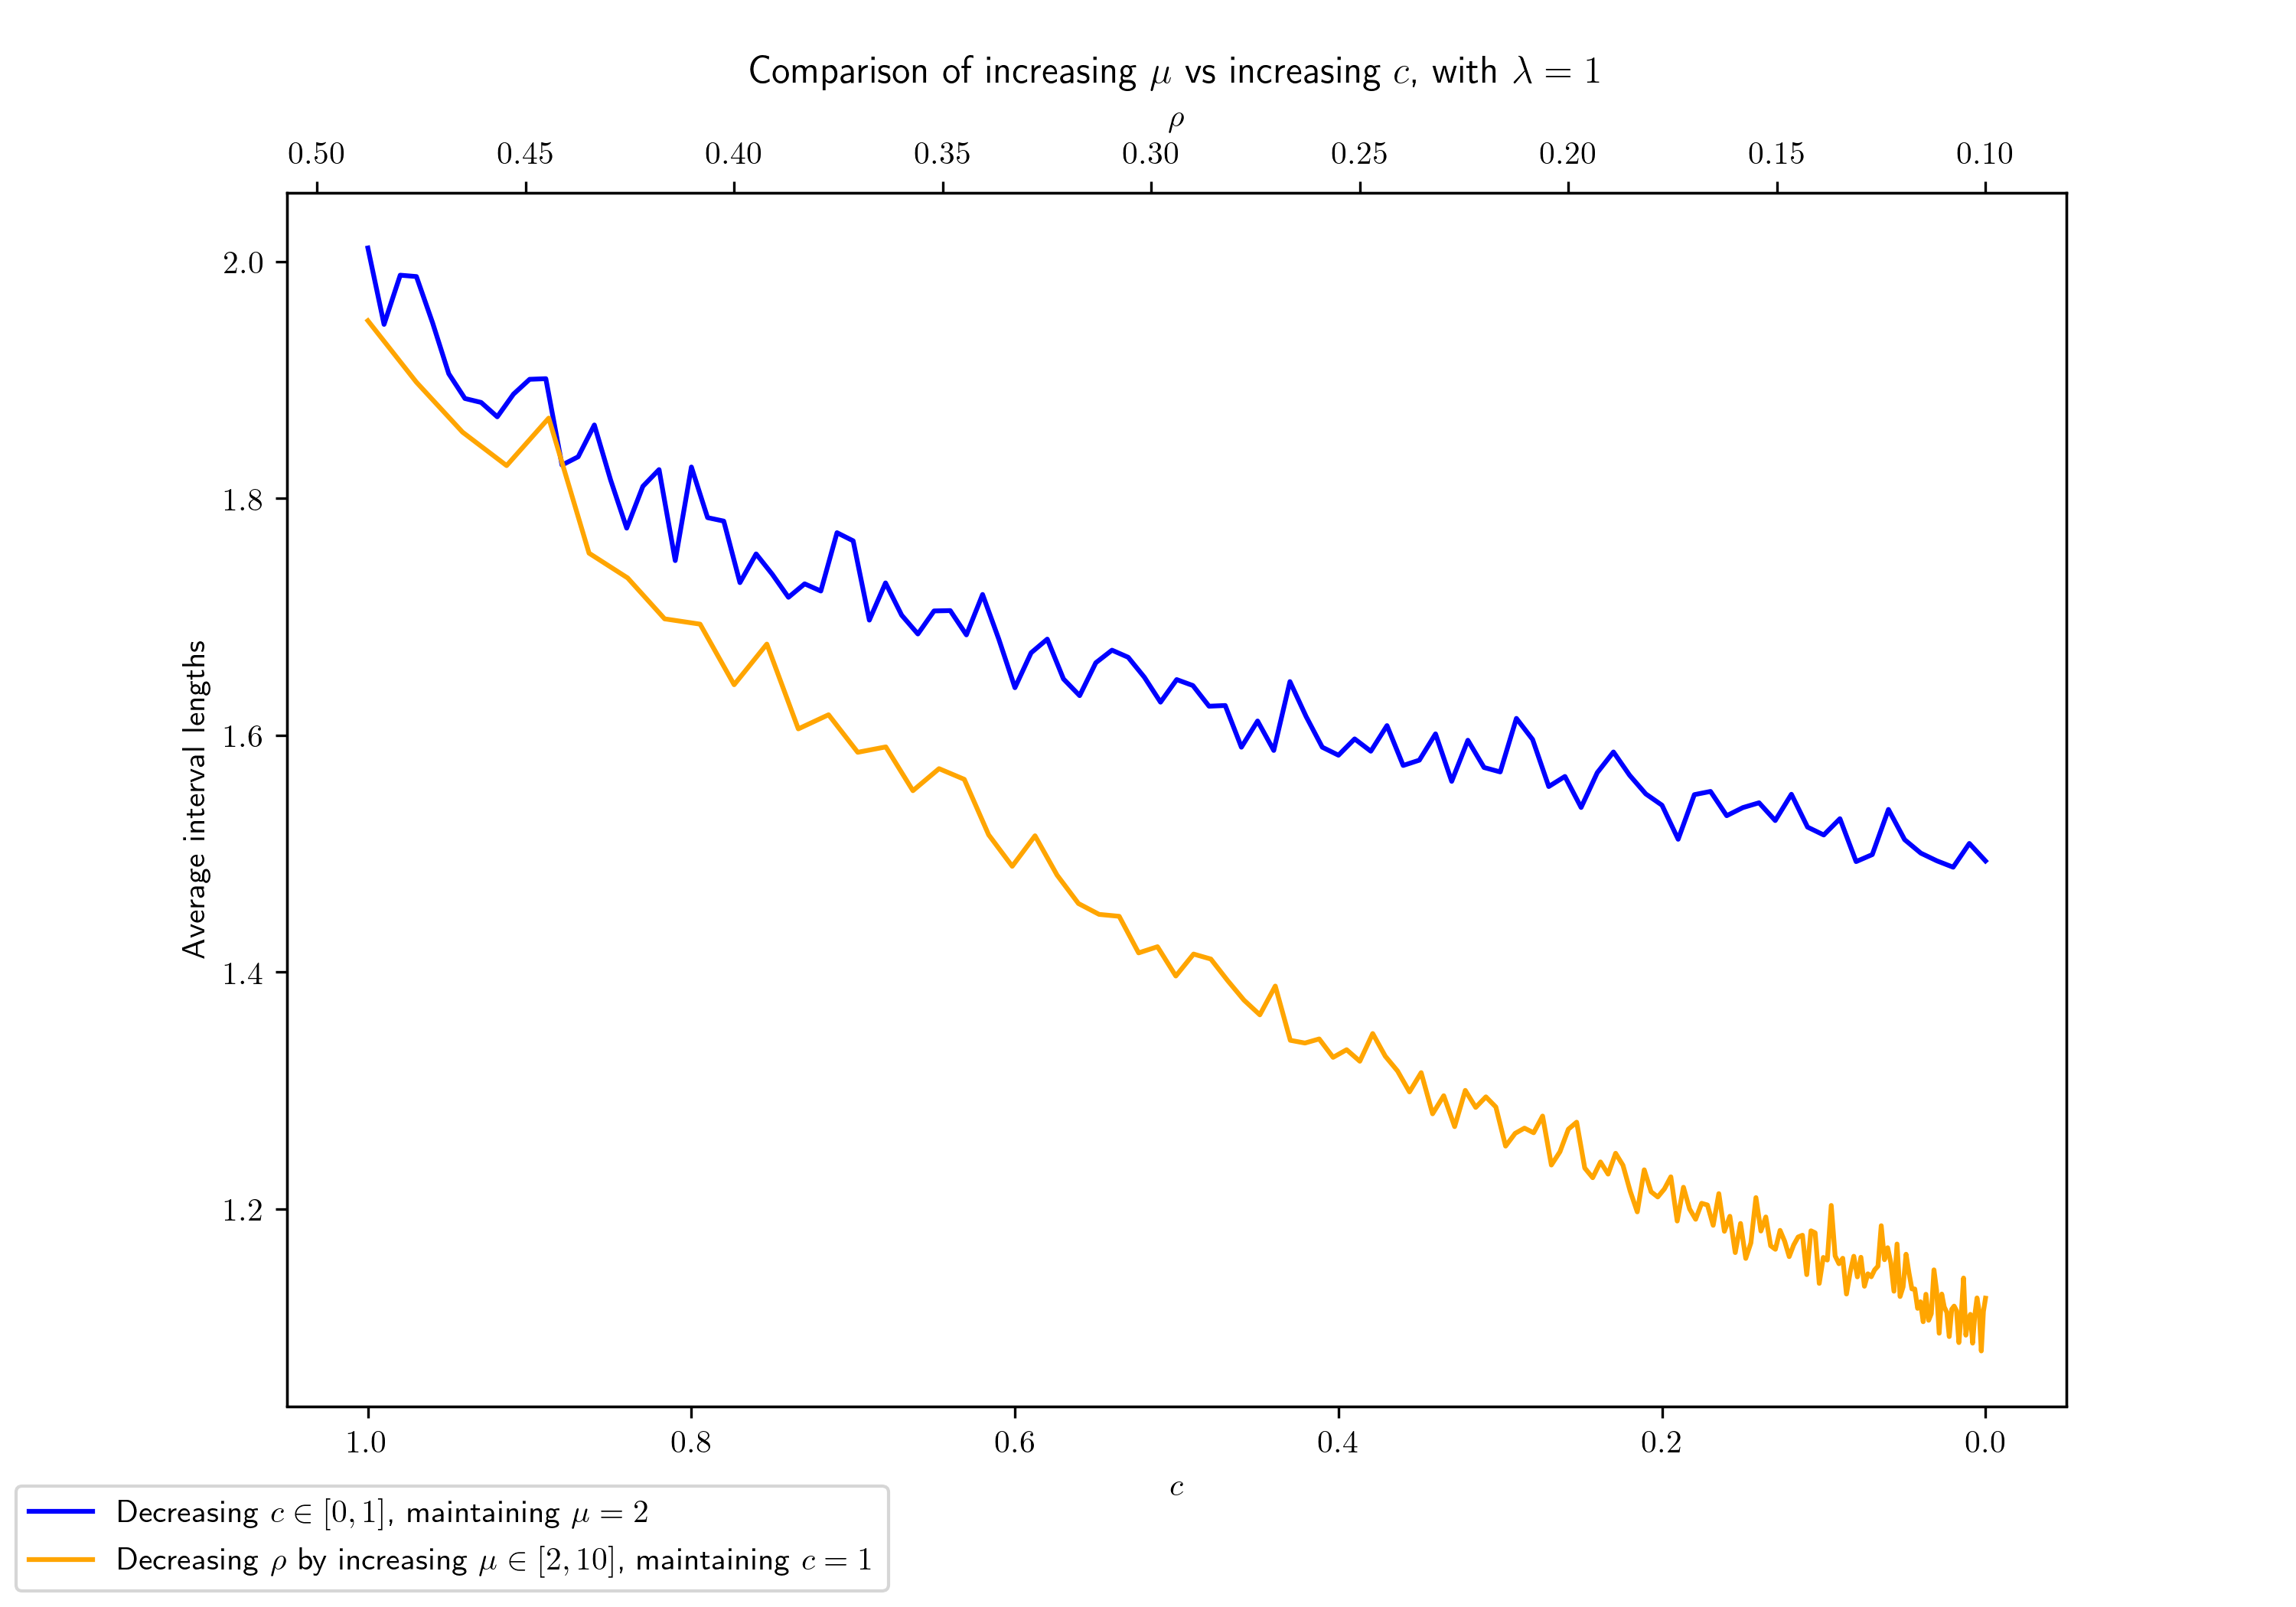 Comparison of increasing μ vs increasing c, with λ = 1
ρ
0.50 0.45 0.40 0.35 0.30 0.25 0.20 0.15 0.10
Average interval lengths
2.0
1.8
1.6
1.4
1.2
1.0 0.8 0.6 0.4 0.2 0.0
c
Decreasing c ∈ [0, 1], maintaining μ = 2
Decreasing ρ by increasing μ ∈ [2, 10], maintaining c = 1